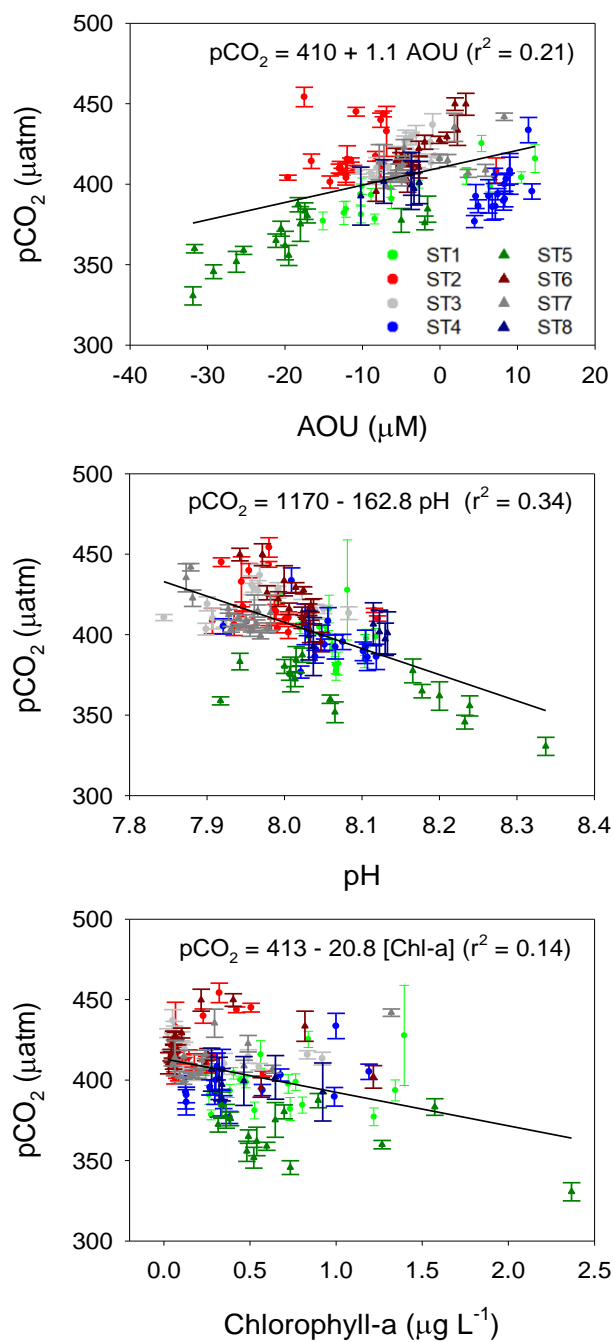 500
pCO₂ = 410 + 1.1 AOU (r² = 0.21)
450
pCO₂ (µatm)
400
350
ST1 ST5
ST2 ST6
ST3 ST7
ST4 ST8
300
-40 -30 -20 -10 0 10 20
AOU (µM)
500
pCO₂ = 1170 - 162.8 pH (r² = 0.34)
450
pCO₂ (µatm)
400
350
300
7.8 7.9 8.0 8.1 8.2 8.3 8.4
pH
500
pCO₂ = 413 - 20.8 [Chl-a] (r² = 0.14)
450
pCO₂ (µatm)
400
350
300
0.0 0.5 1.0 1.5 2.0 2.5
Chlorophyll-a (µg L⁻¹)